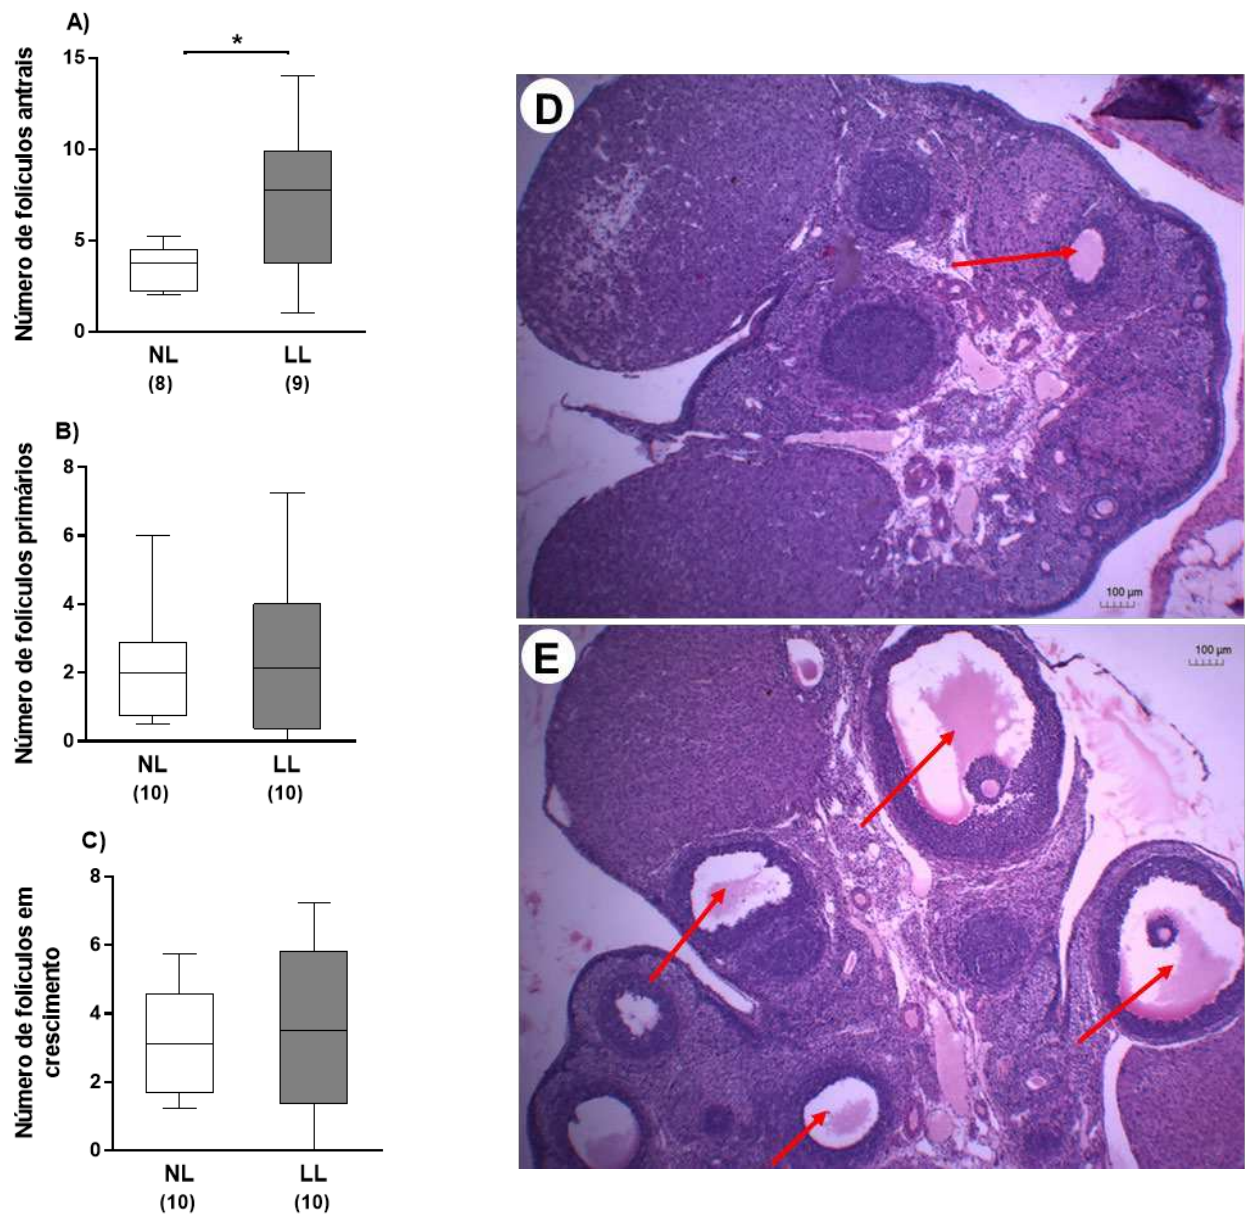 A)
*
Número de folículos antrais
15
10
5
0
NL
LL
(8)
(9)
B)
Número de folículos primários
8
6
4
2
0
NL
LL
(10)
(10)
C)
Número de folículos em
crescimento
8
6
4
2
0
NL
LL
(10)
(10)
D
100 µm
E
100 µm